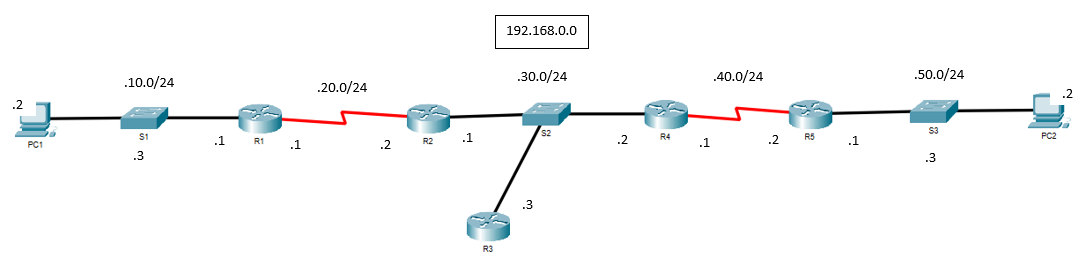 192.168.0.0
.10.0/24
.20.0/24
.30.0/24
.40.0/24
.50.0/24
.2
PC1
S1
.3
.1
R1
.1
.2
R2
.1
S2
.2
R4
.1
.2
R5
.1
S3
.3
.2
PC2
.3
R3